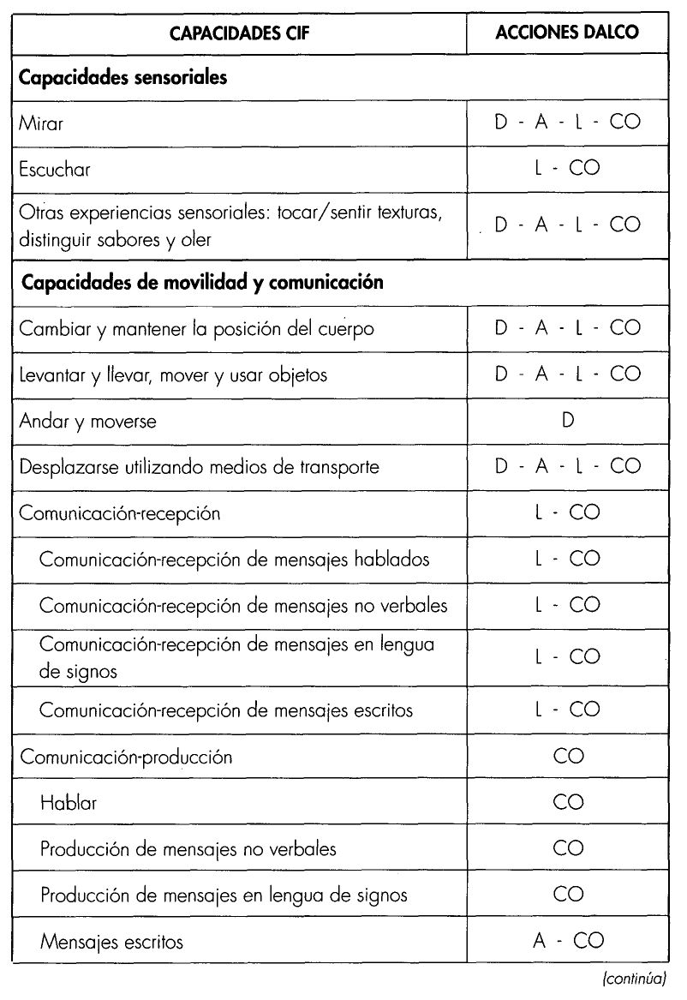 CAPACIDADES CIF ACCIONES DALCO
Capacidades sensoriales
Mirar D - A - L - CO
Escuchar L - CO
Otras experiencias sensoriales: tocar/sentir texturas,
distinguir sabores y oler D - A - L - CO
Capacidades de movilidad y comunicación
Cambiar y mantener la posición del cuerpo D - A - L - CO
Levantar y llevar, mover y usar objetos D - A - L - CO
Andar y moverse D
Desplazarse utilizando medios de transporte D - A - L - CO
Comunicación-recepción L - CO
Comunicación-recepción de mensajes hablados L - CO
Comunicación-recepción de mensajes no verbales L - CO
Comunicación-recepción de mensajes en lengua
de signos L - CO
Comunicación-recepción de mensajes escritos L - CO
Comunicación-producción CO
Hablar CO
Producción de mensajes no verbales CO
Producción de mensajes en lengua de signos CO
Mensajes escritos A - CO
(continúa)